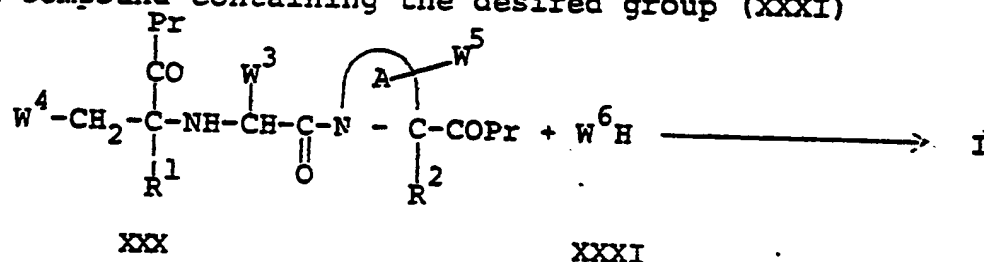 compound containing the desired group (XXXI)
Pr
CO
W³
A
W⁵
W⁴-CH₂-C-NH-CH-C-N - C-COPr + W⁶H I
R¹
O
R²
XXX
XXXI